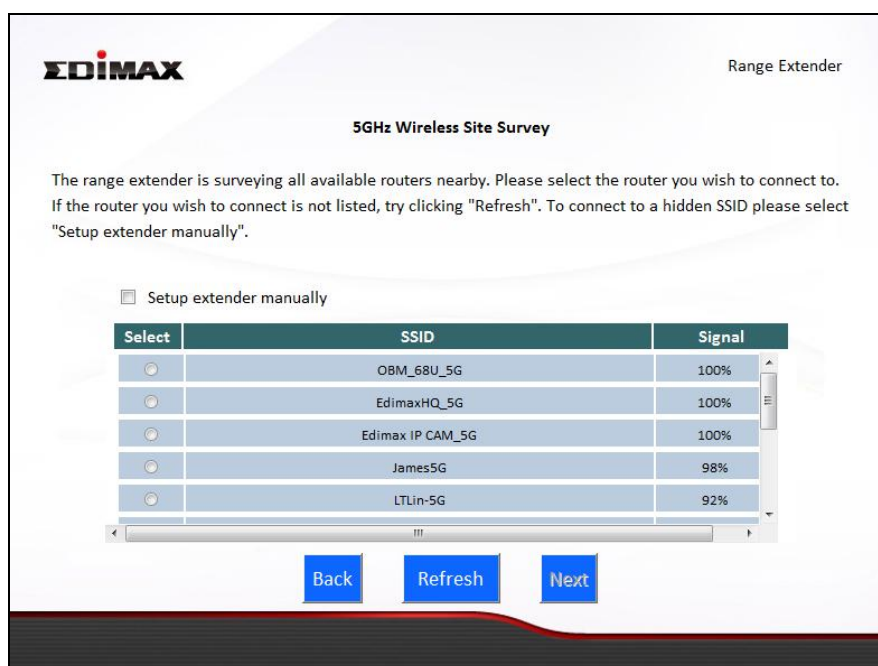 EDIMAX
Range Extender
5GHz Wireless Site Survey
The range extender is surveying all available routers nearby. Please select the router you wish to connect to.
If the router you wish to connect is not listed, try clicking "Refresh". To connect to a hidden SSID please select
"Setup extender manually".
Setup extender manually
Select SSID Signal
OBM_68U_5G 100%
EdimaxHQ_5G 100%
Edimax IP CAM_5G 100%
James5G 98%
LTLin-5G 92%
Back Refresh Next